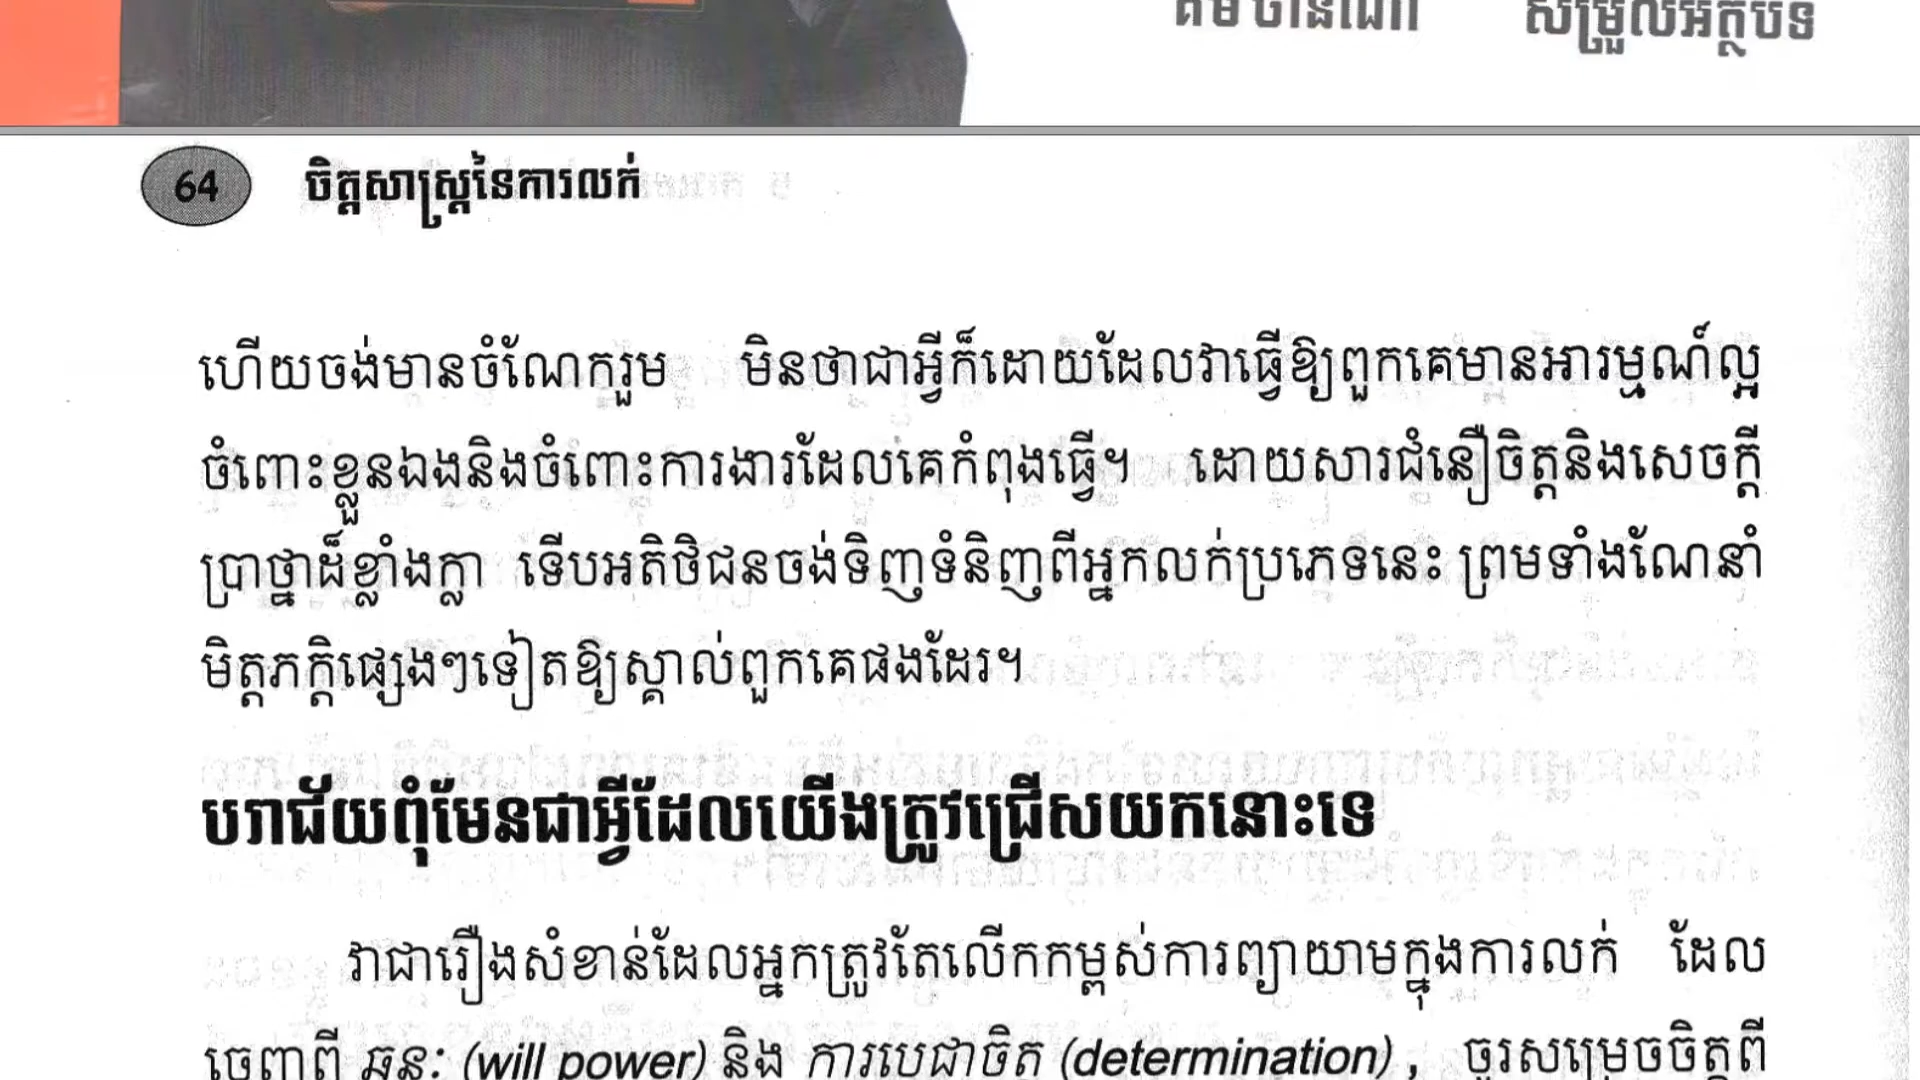 សម្រួលអត្ថបទ
64 ចិត្តសាស្ត្រនៃការលក់
ហើយចង់មានចំណែករួម មិនថាជាអ្វីក៏ដោយដែលវាធ្វើឱ្យពួកគេមានអារម្មណ៍ល្អ
ចំពោះខ្លួនឯងនិងចំពោះការងារដែលគេកំពុងធ្វើ។ ដោយសារជំនឿចិត្តនិងសេចក្តី
ប្រាថ្នាដ៏ខ្លាំងក្លា ទើបអតិថិជនចង់ទិញទំនិញពីអ្នកលក់ប្រភេទនេះ ព្រមទាំងណែនាំ
មិត្តភក្តិផ្សេងៗទៀតឱ្យស្គាល់ពួកគេផងដែរ។
បរាជ័យពុំមែនជាអ្វីដែលយើងត្រូវជ្រើសយកនោះទេ
វាជារឿងសំខាន់ដែលអ្នកត្រូវតែលើកកម្ពស់ការព្យាយាមក្នុងការលក់ ដែល
ចេញពី ឆន្ទៈ (will power) និង ការបេជាចិត្ត (determination) , ចូរសម្រេចចិត្តពី